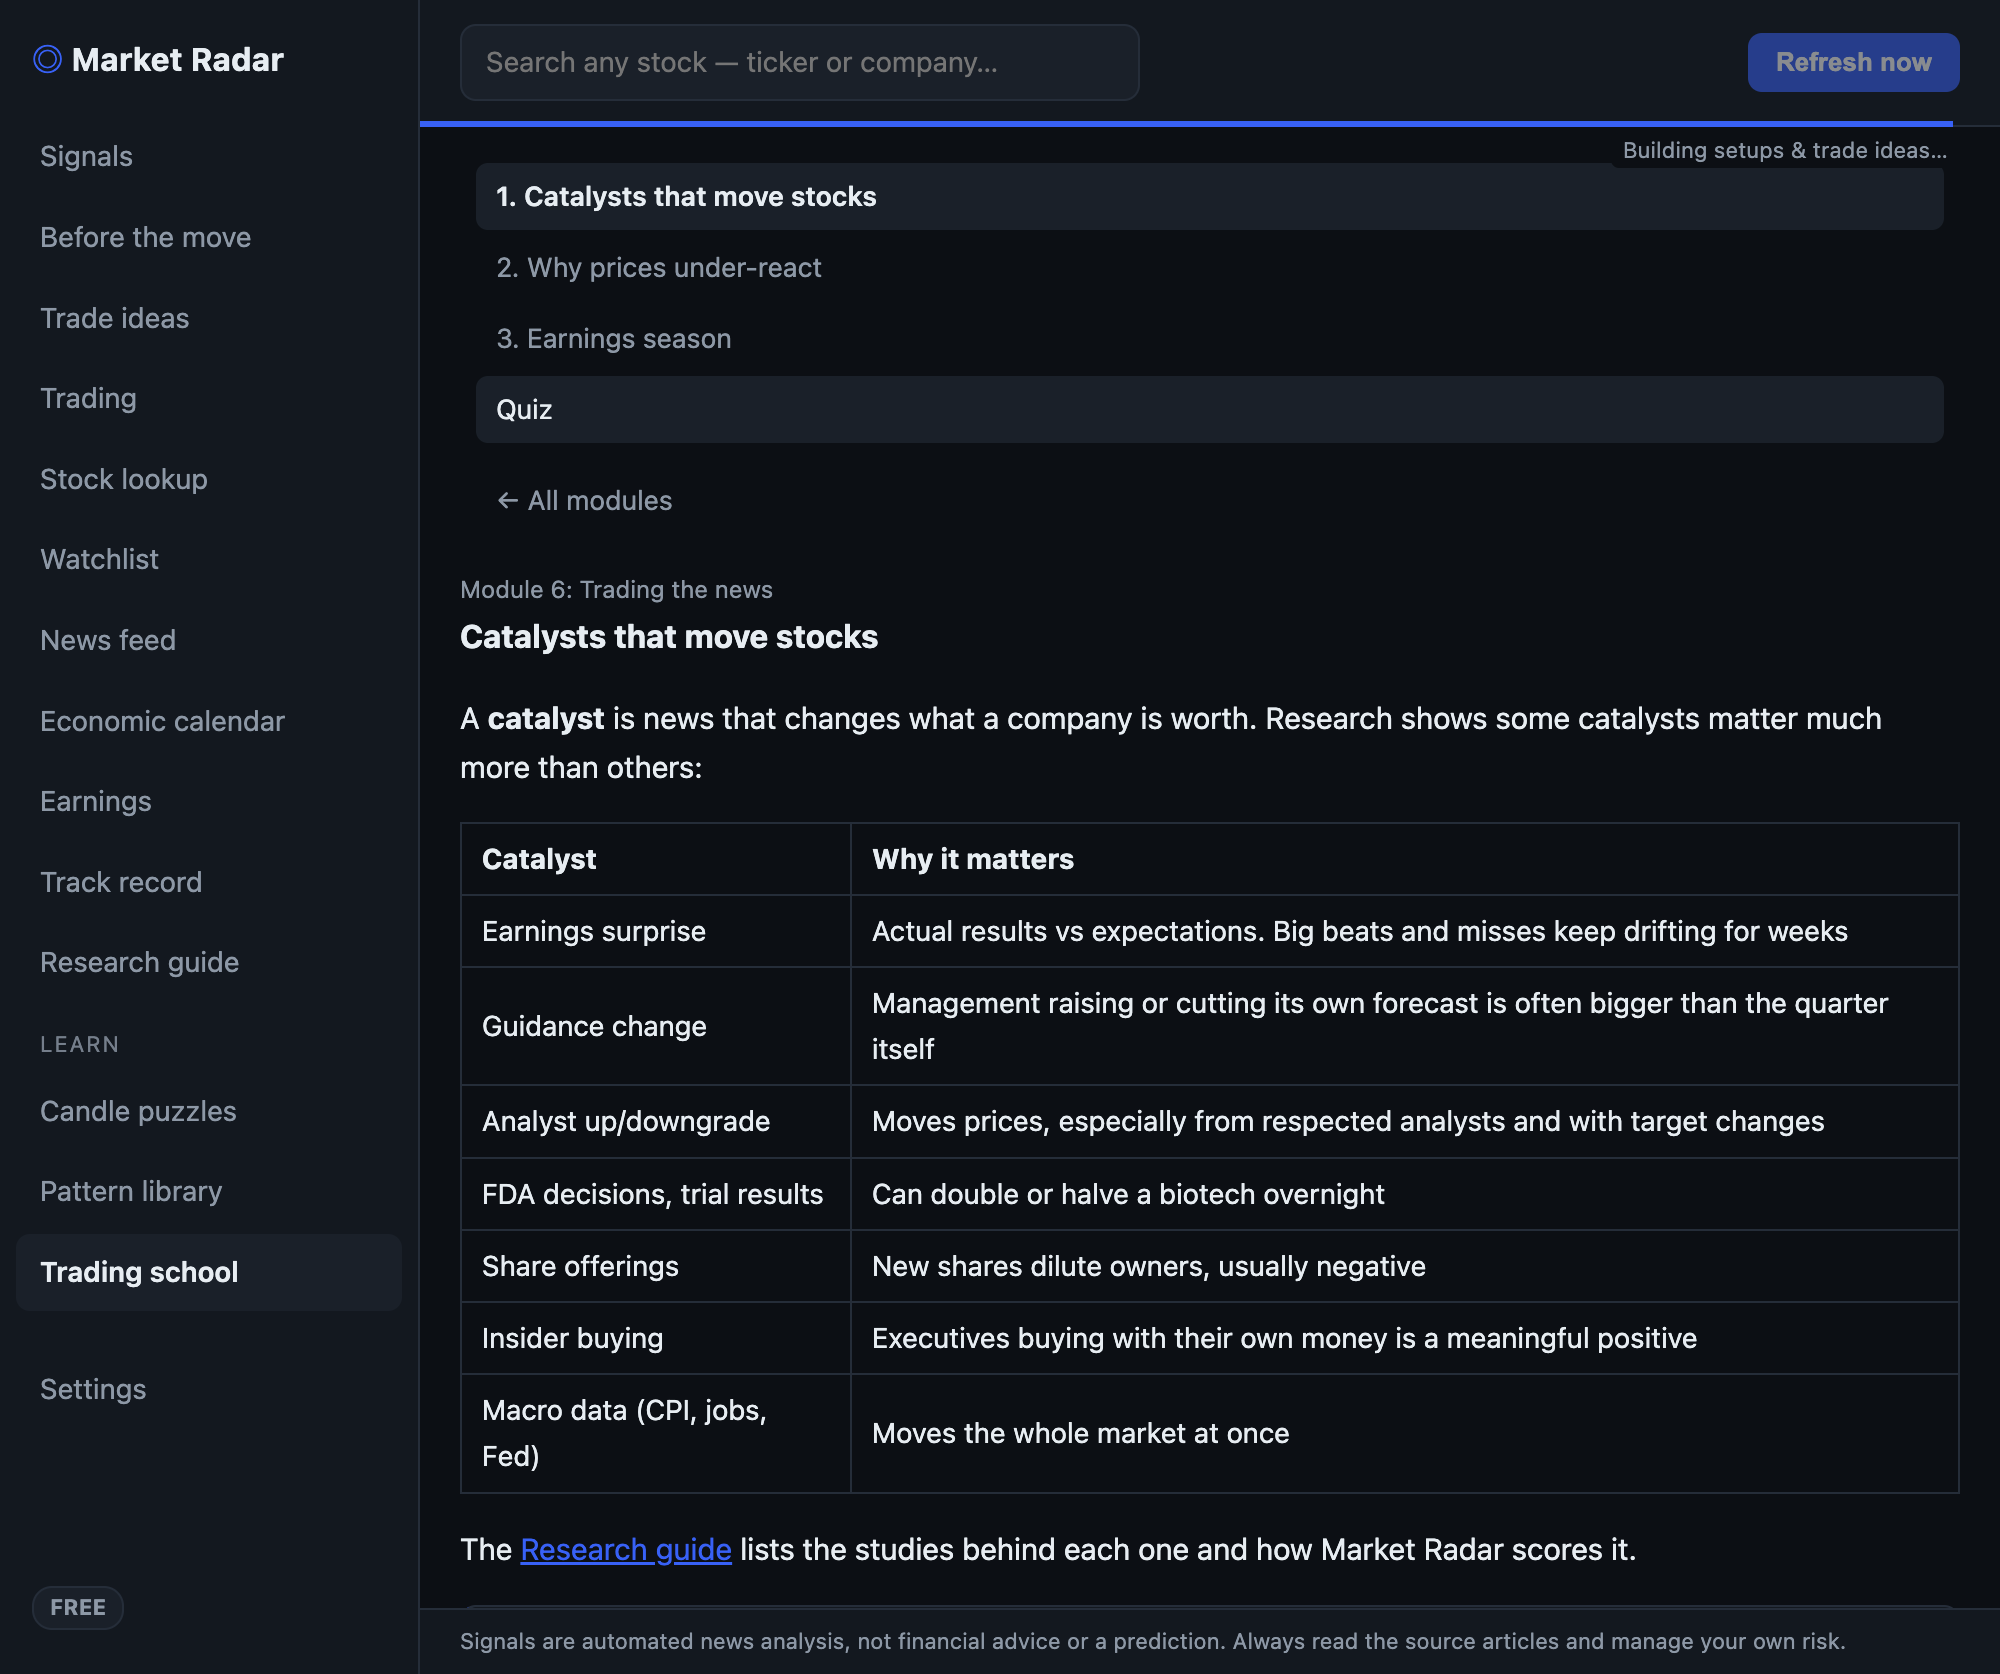 Market Radar
Search any stock — ticker or company...
Refresh now
Building setups & trade ideas...
Signals
Before the move
Trade ideas
Trading
Stock lookup
Watchlist
News feed
Economic calendar
Earnings
Track record
Research guide
LEARN
Candle puzzles
Pattern library
Trading school
Settings
FREE
1. Catalysts that move stocks
2. Why prices under-react
3. Earnings season
Quiz
← All modules
Module 6: Trading the news
Catalysts that move stocks
A catalyst is news that changes what a company is worth. Research shows some catalysts matter much
more than others:
Catalyst
Why it matters
Earnings surprise
Actual results vs expectations. Big beats and misses keep drifting for weeks
Guidance change
Management raising or cutting its own forecast is often bigger than the quarter
itself
Analyst up/downgrade
Moves prices, especially from respected analysts and with target changes
FDA decisions, trial results
Can double or halve a biotech overnight
Share offerings
New shares dilute owners, usually negative
Insider buying
Executives buying with their own money is a meaningful positive
Macro data (CPI, jobs,
Fed)
Moves the whole market at once
The Research guide lists the studies behind each one and how Market Radar scores it.
Signals are automated news analysis, not financial advice or a prediction. Always read the source articles and manage your own risk.